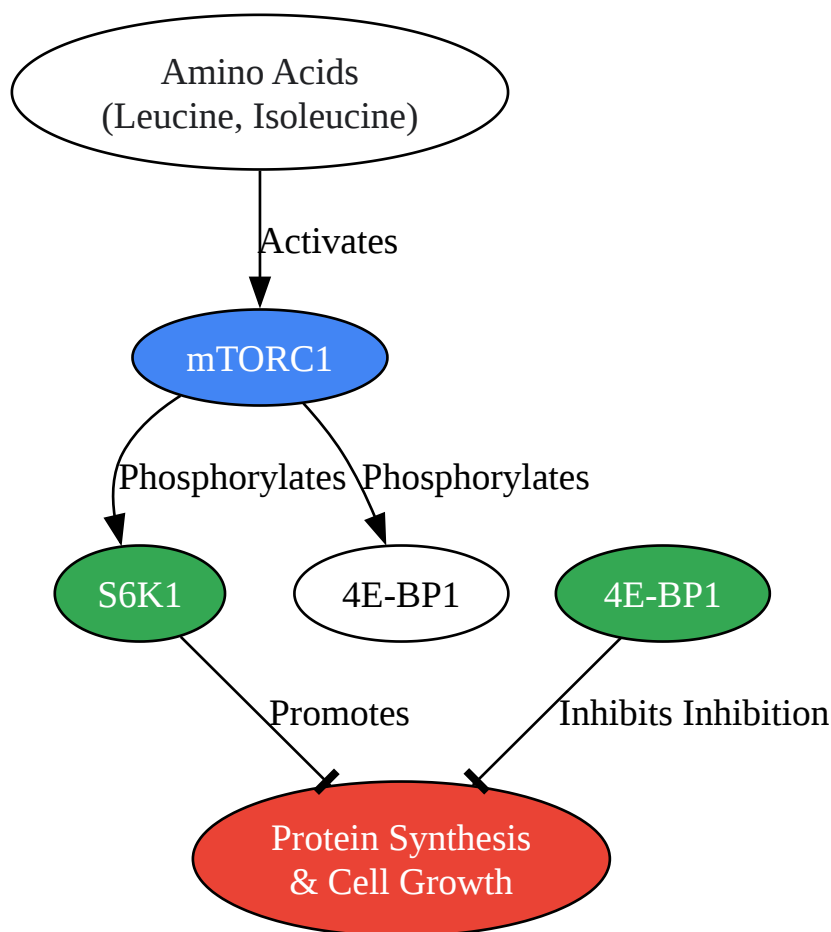 Amino Acids
(Leucine, Isoleucine)
Activates
mTORC1
Phosphorylates
Phosphorylates
S6K1
4E-BP1
4E-BP1
Promotes
Inhibits Inhibition
Protein Synthesis
& Cell Growth